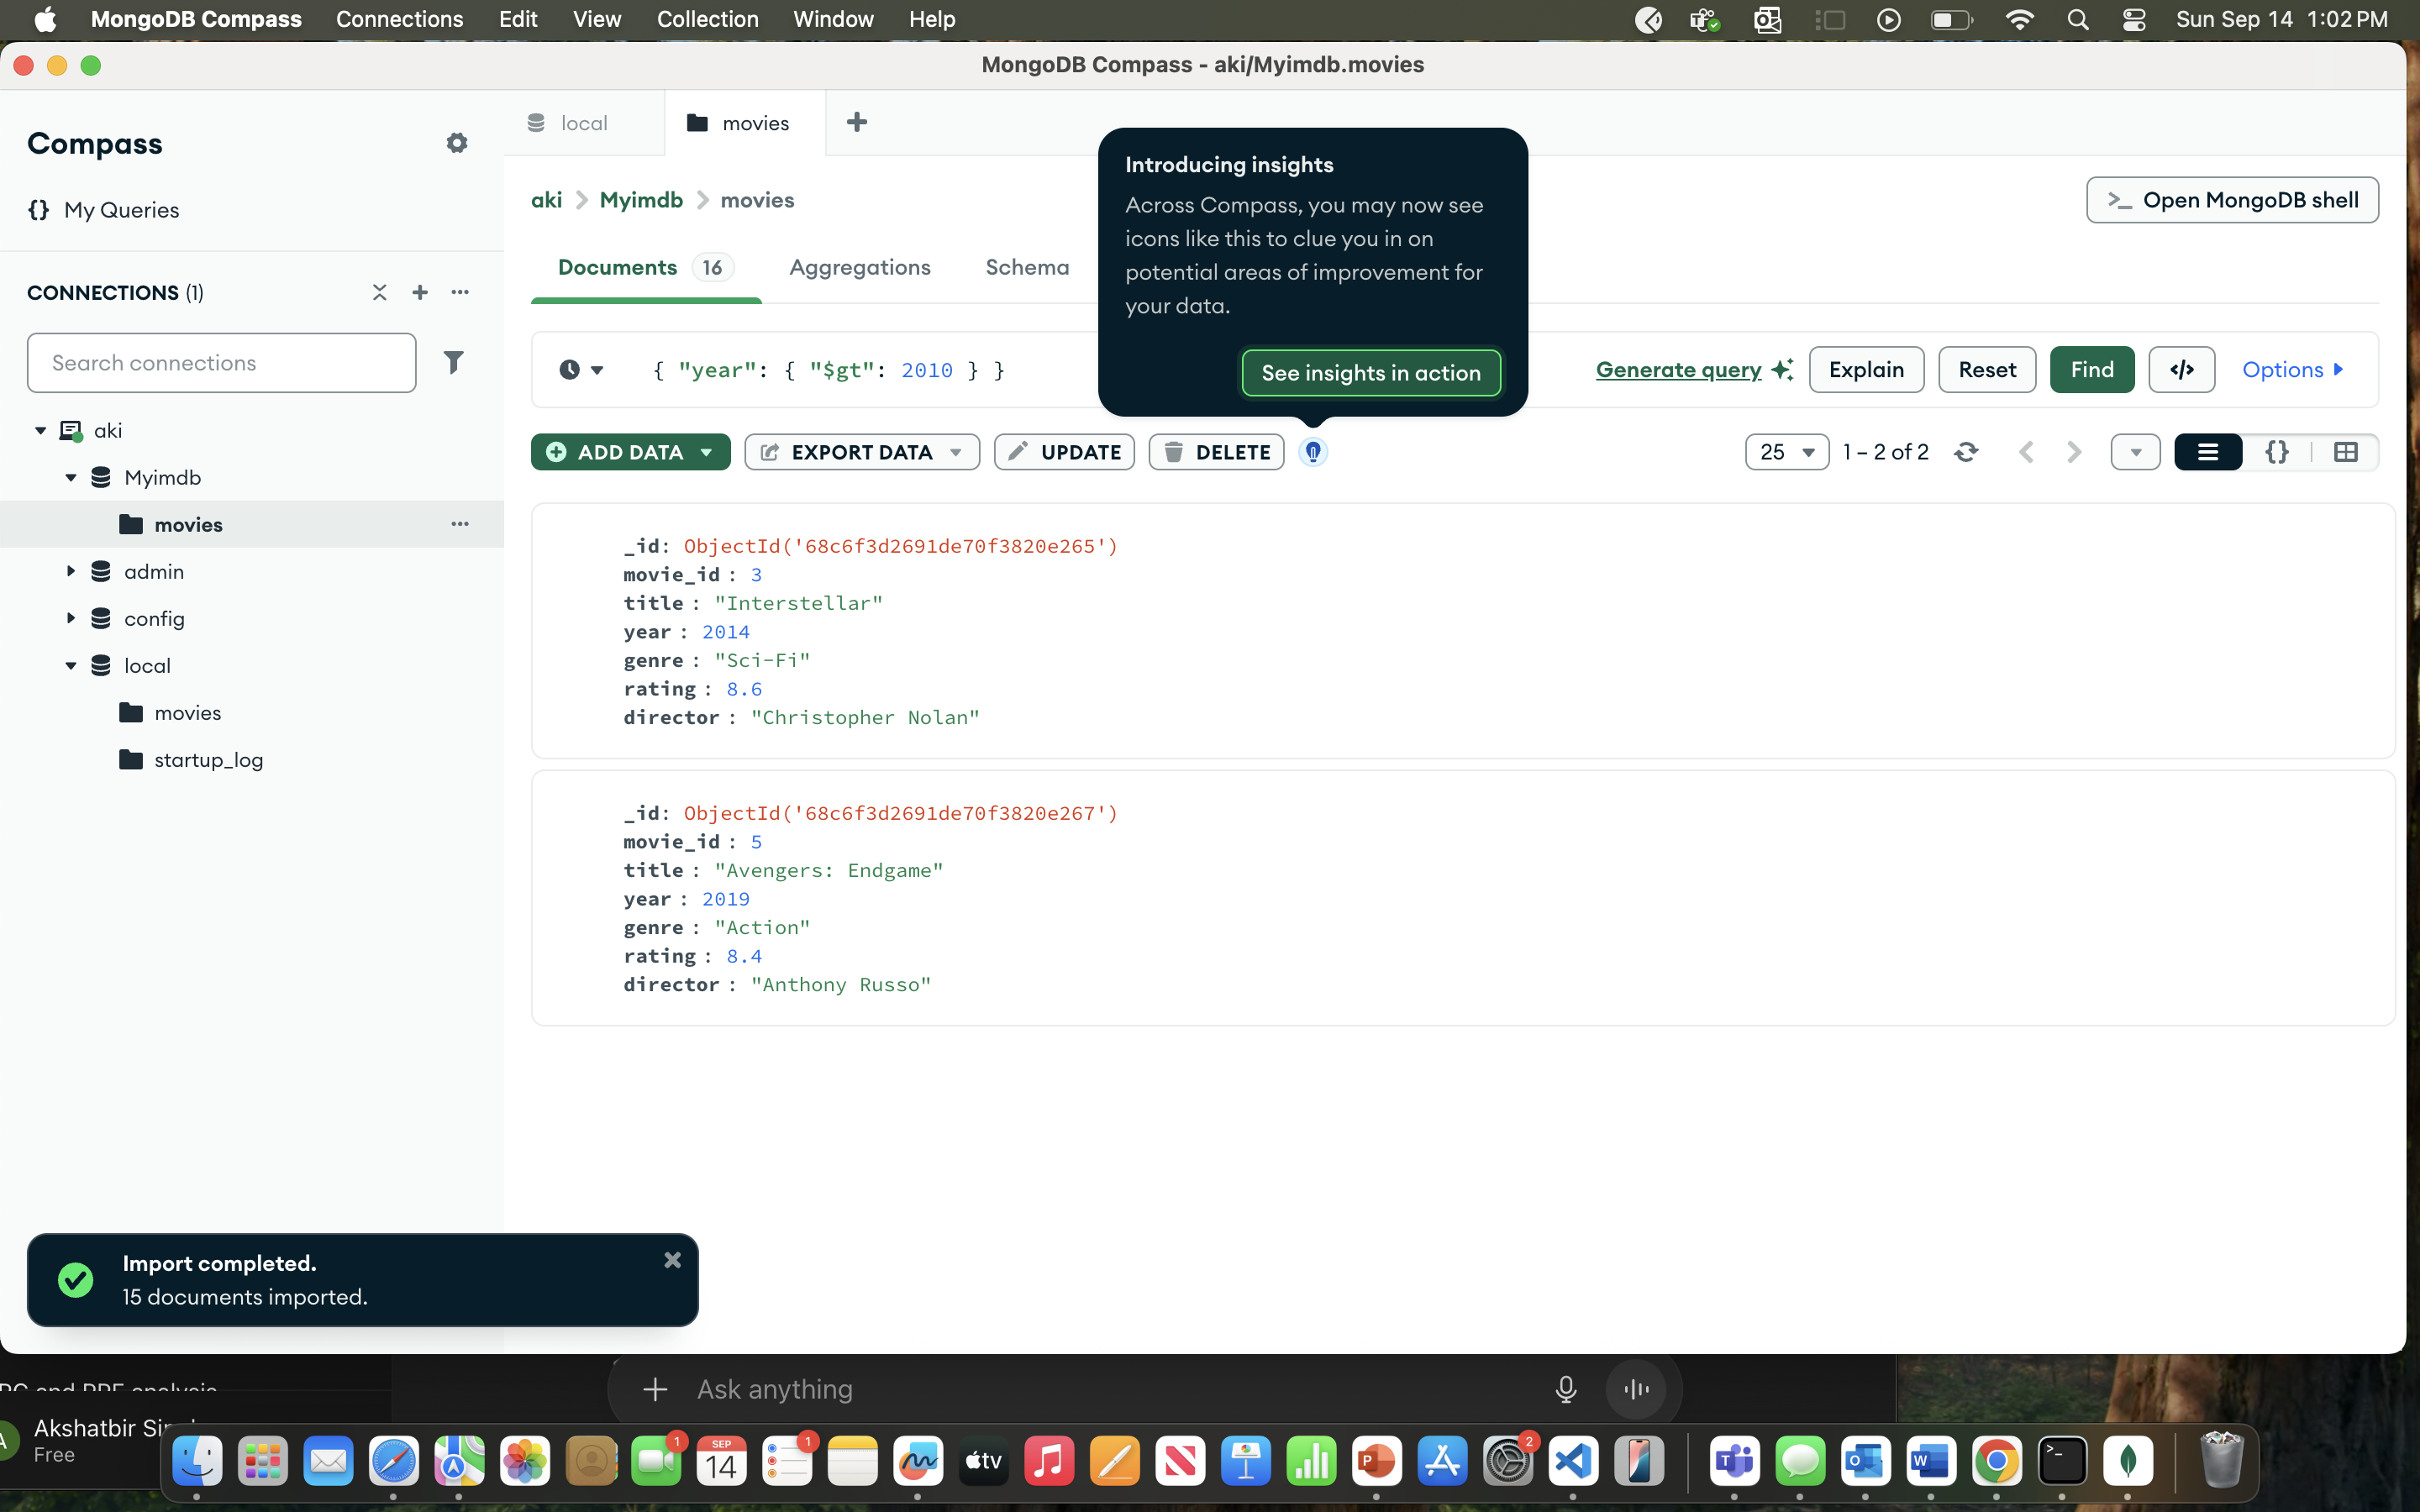 MongoDB Compass Connections Edit View Collection Window Help Sun Sep 14 1:02 PM
MongoDB Compass - aki/Myimdb.movies
Compass
{} My Queries
CONNECTIONS (1)
Search connections
aki
Myimdb
movies
admin
config
local
movies
startup_log
local
movies
aki > Myimdb > movies
>_ Open MongoDB shell
Documents 16 Aggregations Schema
Introducing insights
Across Compass, you may now see
icons like this to clue you in on
potential areas of improvement for
your data.
See insights in action
{ "year": { "$gt": 2010 } }
Generate query Explain Reset Find </> Options
ADD DATA EXPORT DATA UPDATE DELETE
25 1 – 2 of 2 {}
_id: ObjectId('68c6f3d2691de70f3820e265')
movie_id : 3
title : "Interstellar"
year : 2014
genre : "Sci-Fi"
rating : 8.6
director : "Christopher Nolan"
_id: ObjectId('68c6f3d2691de70f3820e267')
movie_id : 5
title : "Avengers: Endgame"
year : 2019
genre : "Action"
rating : 8.4
director : "Anthony Russo"
Import completed.
15 documents imported.
Ask anything
Akshatbir
Free
1
SEP
14
1
tv
P
2
T
O
W
>_